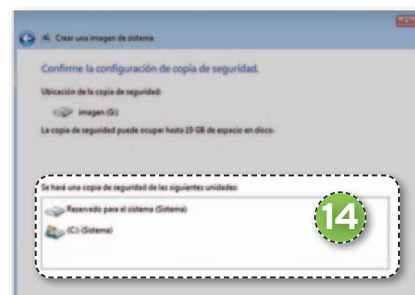 Crear una imagen de sistema
Confirme la configuración de copia de seguridad.
Ubicación de la copia de seguridad:
imagen (G:)
La copia de seguridad puede ocupar hasta 19 GB de espacio en disco.
Se hará una copia de seguridad de las siguientes unidades:
Reservado para el sistema (Sistema)
(C:) (Sistema)
14